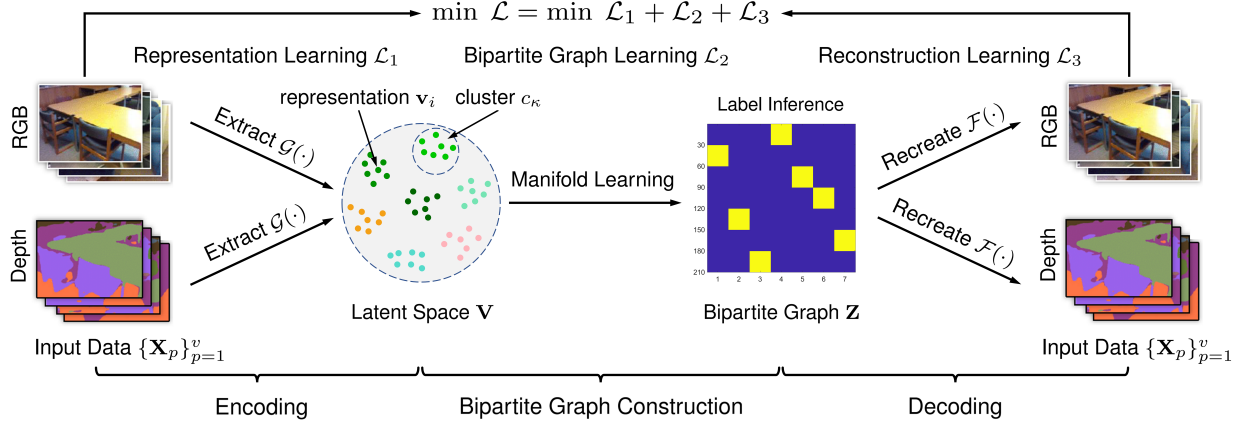 min ℒ = min ℒ₁ + ℒ₂ + ℒ₃
Representation Learning ℒ₁
Bipartite Graph Learning ℒ₂
Reconstruction Learning ℒ₃
RGB
Depth
Input Data {𝐗ₚ}ᵛₚ₌₁
Extract 𝒢(·)
Extract 𝒢(·)
representation 𝐯ᵢ
cluster c_κ
Latent Space 𝐕
Manifold Learning
Label Inference
30
60
90
120
150
180
210
1 2 3 4 5 6 7
Bipartite Graph 𝐙
Recreate ℱ(·)
Recreate ℱ(·)
RGB
Depth
Input Data {𝐗ₚ}ᵛₚ₌₁
Encoding
Bipartite Graph Construction
Decoding